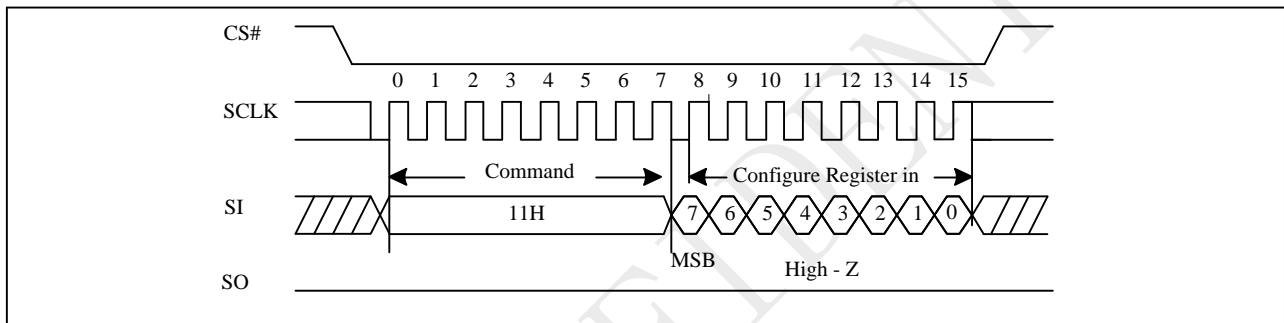 CS#
0 1 2 3 4 5 6 7 8 9 10 11 12 13 14 15
SCLK
Command Configure Register in
SI 11H 7 6 5 4 3 2 1 0
MSB High - Z
SO